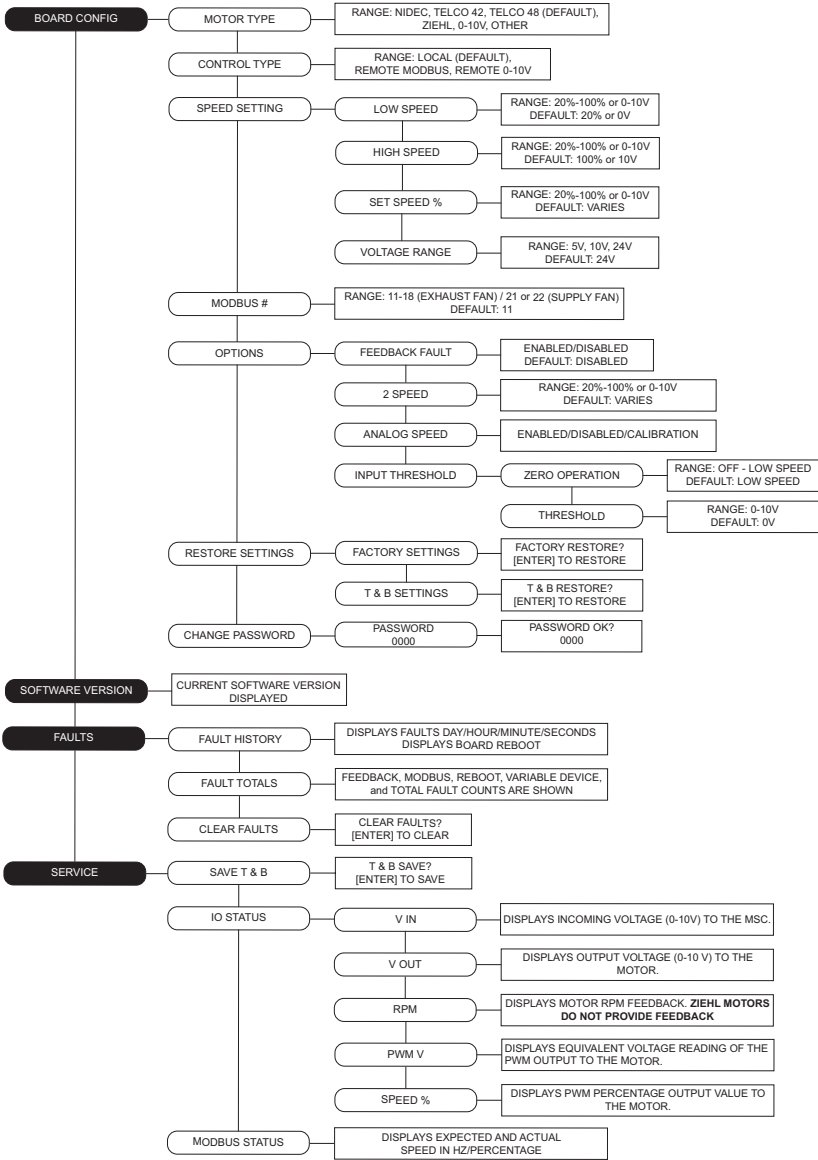 BOARD CONFIG
MOTOR TYPE
RANGE: NIDEC, TELCO 42, TELCO 48 (DEFAULT),
ZIEHL, 0-10V, OTHER
CONTROL TYPE
RANGE: LOCAL (DEFAULT),
REMOTE MODBUS, REMOTE 0-10V
SPEED SETTING
LOW SPEED
RANGE: 20%-100% or 0-10V
DEFAULT: 20% or 0V
HIGH SPEED
RANGE: 20%-100% or 0-10V
DEFAULT: 100% or 10V
SET SPEED %
RANGE: 20%-100% or 0-10V
DEFAULT: VARIES
VOLTAGE RANGE
RANGE: 5V, 10V, 24V
DEFAULT: 24V
MODBUS #
RANGE: 11-18 (EXHAUST FAN) / 21 or 22 (SUPPLY FAN)
DEFAULT: 11
OPTIONS
FEEDBACK FAULT
ENABLED/DISABLED
DEFAULT: DISABLED
2 SPEED
RANGE: 20%-100% or 0-10V
DEFAULT: VARIES
ANALOG SPEED
ENABLED/DISABLED/CALIBRATION
INPUT THRESHOLD
ZERO OPERATION
RANGE: OFF - LOW SPEED
DEFAULT: LOW SPEED
THRESHOLD
RANGE: 0-10V
DEFAULT: 0V
RESTORE SETTINGS
FACTORY SETTINGS
FACTORY RESTORE?
[ENTER] TO RESTORE
T & B SETTINGS
T & B RESTORE?
[ENTER] TO RESTORE
CHANGE PASSWORD
PASSWORD
0000
PASSWORD OK?
0000
SOFTWARE VERSION
CURRENT SOFTWARE VERSION
DISPLAYED
FAULTS
FAULT HISTORY
DISPLAYS FAULTS DAY/HOUR/MINUTE/SECONDS
DISPLAYS BOARD REBOOT
FAULT TOTALS
FEEDBACK, MODBUS, REBOOT, VARIABLE DEVICE,
and TOTAL FAULT COUNTS ARE SHOWN
CLEAR FAULTS
CLEAR FAULTS?
[ENTER] TO CLEAR
SERVICE
SAVE T & B
T & B SAVE?
[ENTER] TO SAVE
IO STATUS
V IN
DISPLAYS INCOMING VOLTAGE (0-10V) TO THE MSC.
V OUT
DISPLAYS OUTPUT VOLTAGE (0-10 V) TO THE
MOTOR.
RPM
DISPLAYS MOTOR RPM FEEDBACK. ZIEHL MOTORS
DO NOT PROVIDE FEEDBACK
PWM V
DISPLAYS EQUIVALENT VOLTAGE READING OF THE
PWM OUTPUT TO THE MOTOR.
SPEED %
DISPLAYS PWM PERCENTAGE OUTPUT VALUE TO
THE MOTOR.
MODBUS STATUS
DISPLAYS EXPECTED AND ACTUAL
SPEED IN HZ/PERCENTAGE